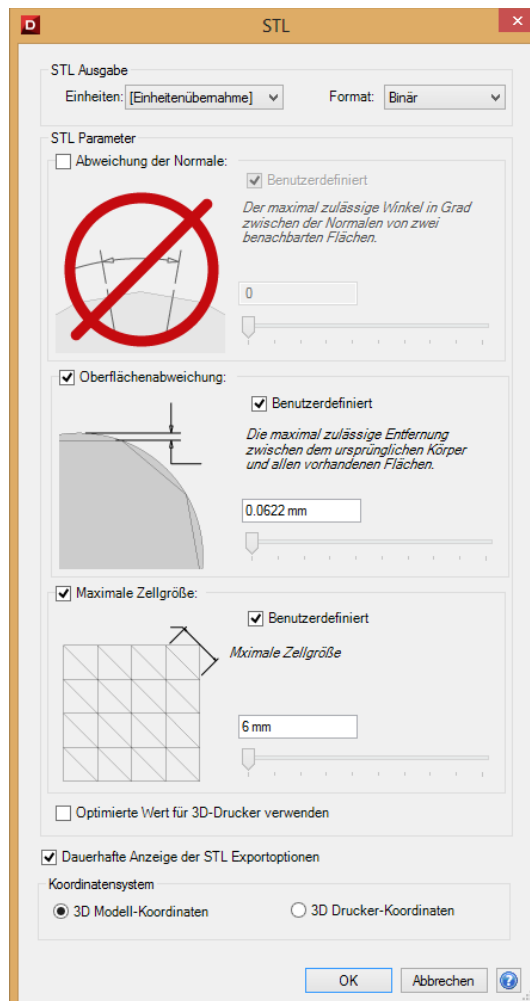 D
STL
STL Ausgabe
Einheiten: [Einheitenübernahme] Format: Binär
STL Parameter
Abweichung der Normale:
Benutzerdefiniert
Der maximal zulässige Winkel in Grad
zwischen der Normalen von zwei
benachbarten Flächen.
0
Oberflächenabweichung:
Benutzerdefiniert
Die maximal zulässige Entfernung
zwischen dem ursprünglichen Körper
und allen vorhandenen Flächen.
0.0622 mm
Maximale Zellgröße:
Benutzerdefiniert
Mximale Zellgröße
6 mm
Optimierte Wert für 3D-Drucker verwenden
Dauerhafte Anzeige der STL Exportoptionen
Koordinatensystem
3D Modell-Koordinaten 3D Drucker-Koordinaten
OK Abbrechen ?